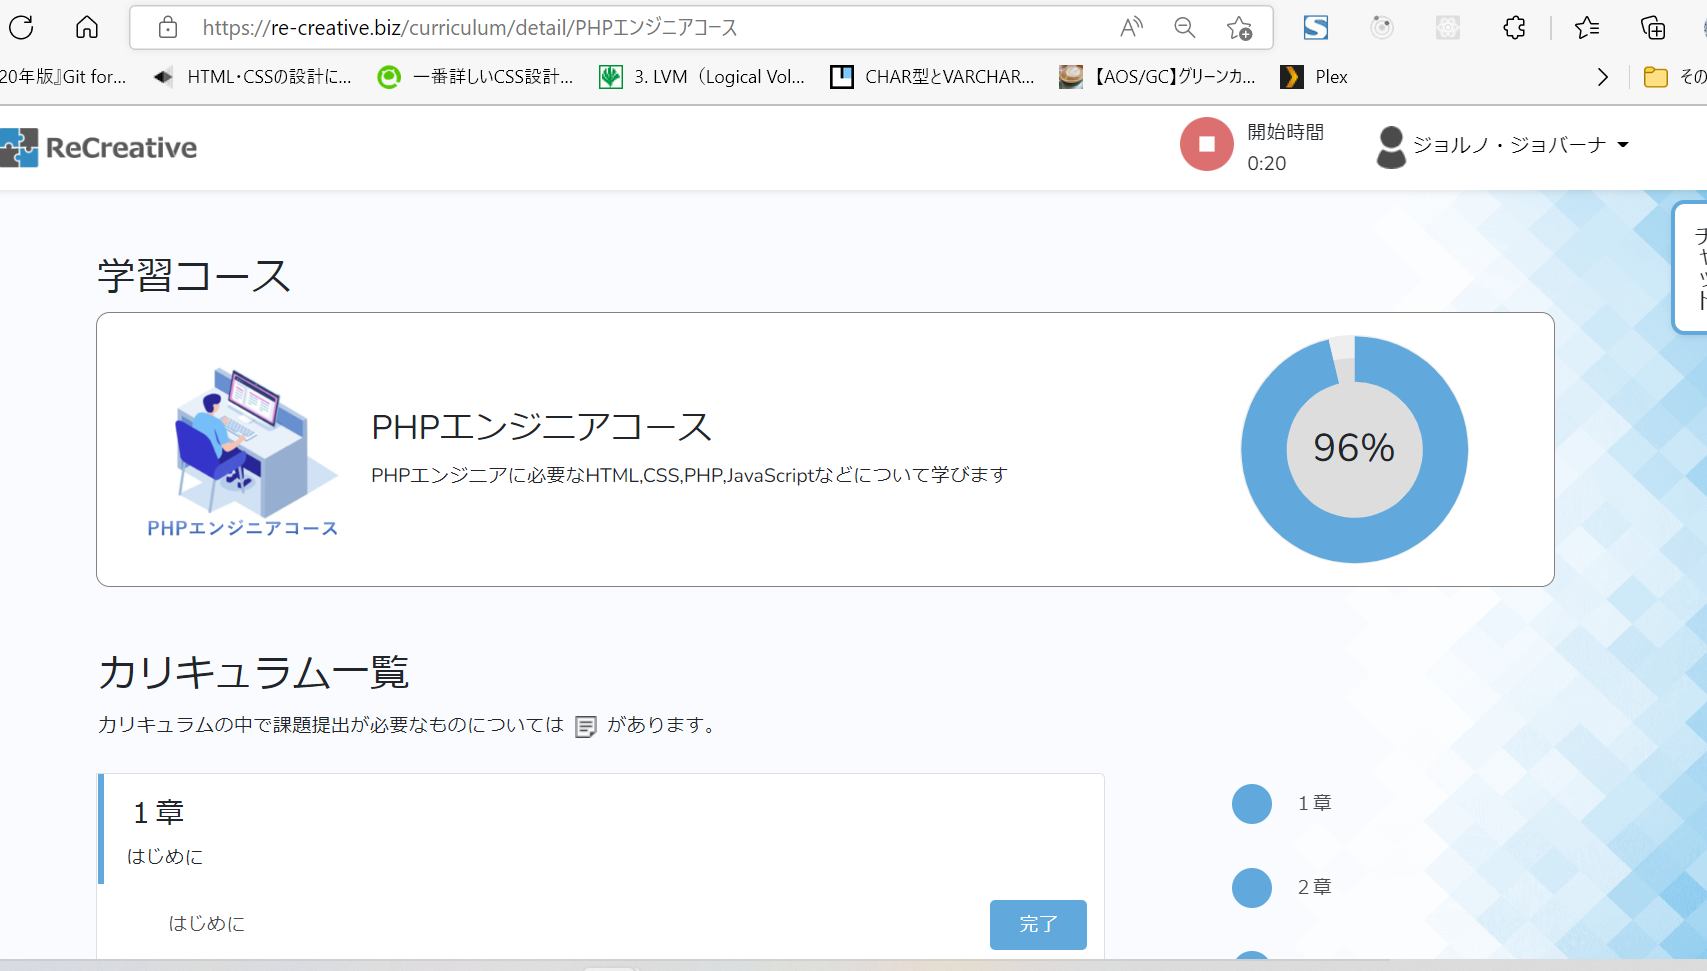 https://re-creative.biz/curriculum/detail/PHPエンジニアコース
20年版』Git for...
HTML・CSSの設計に...
一番詳しいCSS設計...
3. LVM（Logical Vol...
CHAR型とVARCHAR...
【AOS/GC】グリーンカ...
Plex
その
ReCreative
開始時間
0:20
ジョルノ・ジョバーナ
チャット
学習コース
PHPエンジニアコース
PHPエンジニアコース
PHPエンジニアに必要なHTML,CSS,PHP,JavaScriptなどについて学びます
96%
カリキュラム一覧
カリキュラムの中で課題提出が必要なものについては があります。
１章
はじめに
はじめに
完了
１章
２章